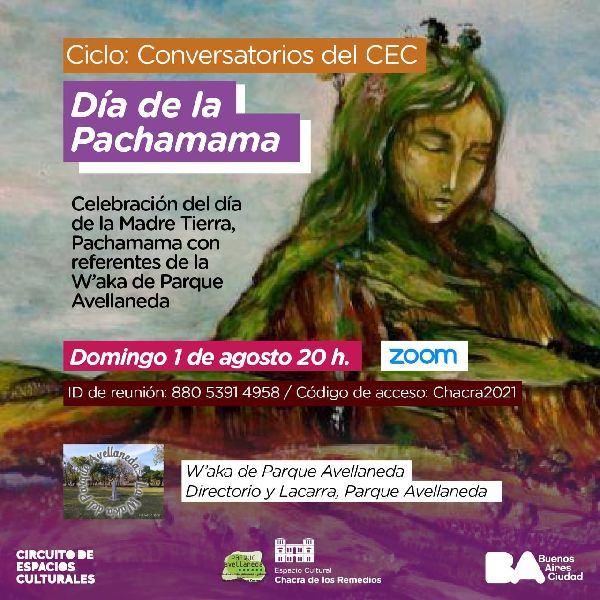 Ciclo: Conversatorios del CEC
Día de la
Pachamama
Celebración del día
de la Madre Tierra,
Pachamama con
referentes de la
W'aka de Parque
Avellaneda
Domingo 1 de agosto 20 h.
zoom
ID de reunión: 880 5391 4958 / Código de acceso: Chacra2021
W'aka de Parque Avellaneda
Directorio y Lacarra, Parque Avellaneda
CIRCUITO DE
ESPACIOS
CULTURALES
PARQUE
avellaneda
Espacio Cultural
Chacra de los Remedios
BA
Buenos
Aires
Ciudad